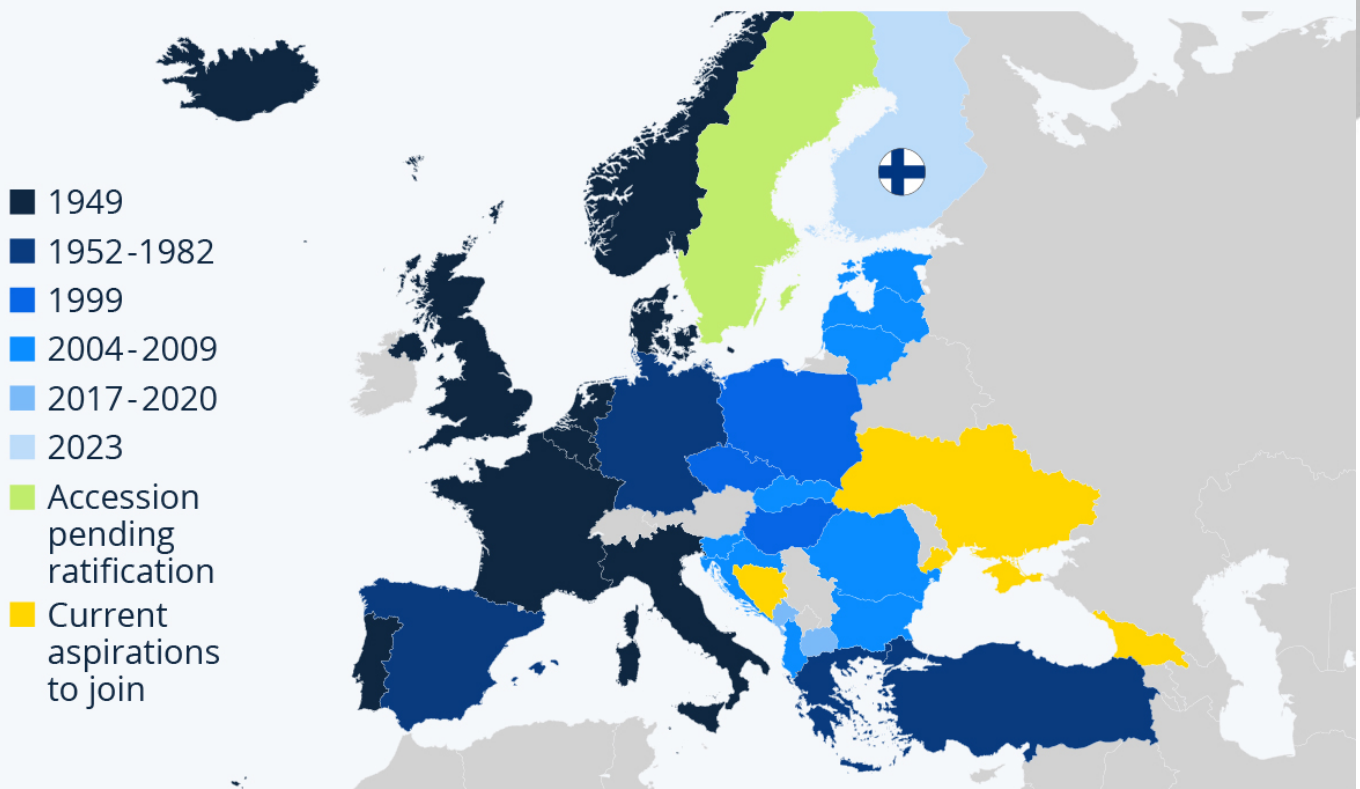 1949
1952-1982
1999
2004-2009
2017-2020
2023
Accession
pending
ratification
Current
aspirations
to join